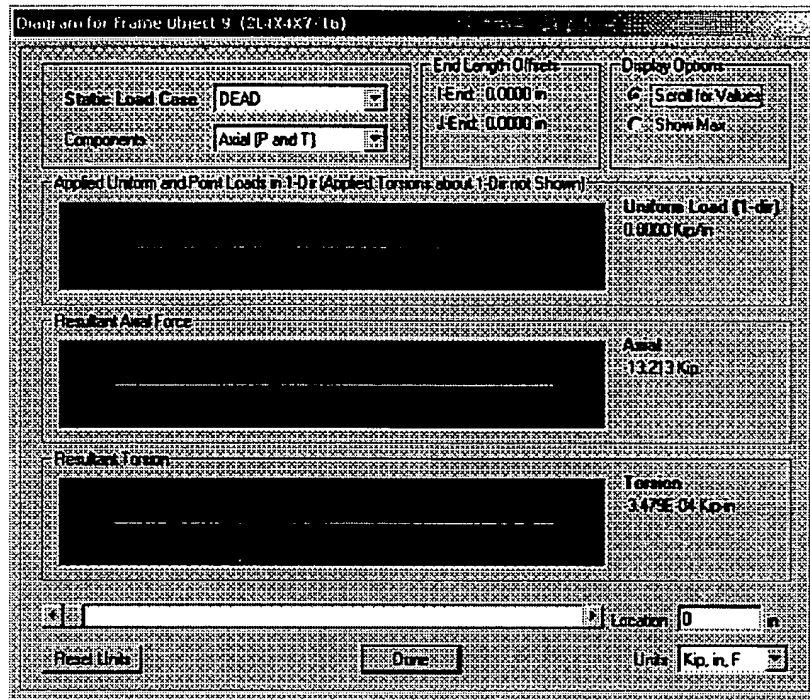 Diagram for Frame Object 9 (2L4X4X7-16)
End Length Offsets
Display Options
Static Load Case
DEAD
I-End: 0.0000 in
Scroll for Values
J-End: 0.0000 in
Show Max
Components
Axial (P and T)
Applied Uniform and Point Loads in 1-Dir (Applied Torsions about 1-Dir not Shown)
Uniform Load (1-dir)
0.0000 Kip/in
Resultant Axial Force
Axial
-13.213 Kip
Resultant Torsion
Torsion
3.479E-04 Kip-in
Location
0
in
Reset Units
Done
Units
Kip, in, F